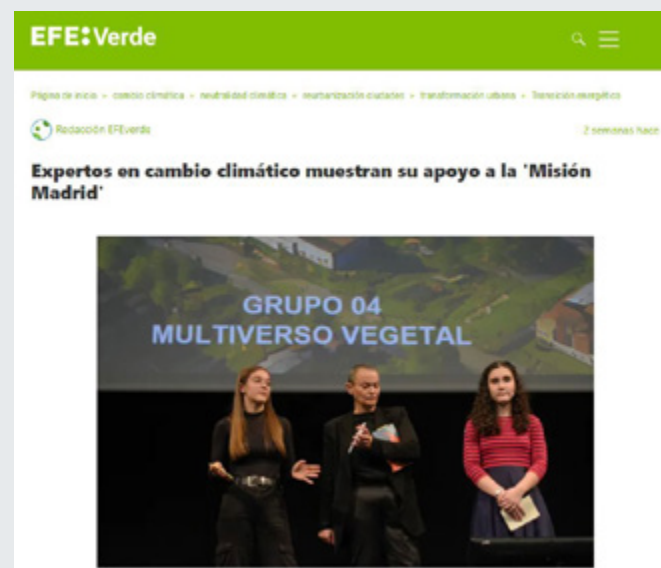 EFE:Verde
Página de inicio » cambio climático » neutralidad climática » reurbanización ciudades » transformación urbana » Transición energética
Redacción EFEverde
2 semanas hace
Expertos en cambio climático muestran su apoyo a la 'Misión
Madrid'
GRUPO 04
MULTIVERSO VEGETAL